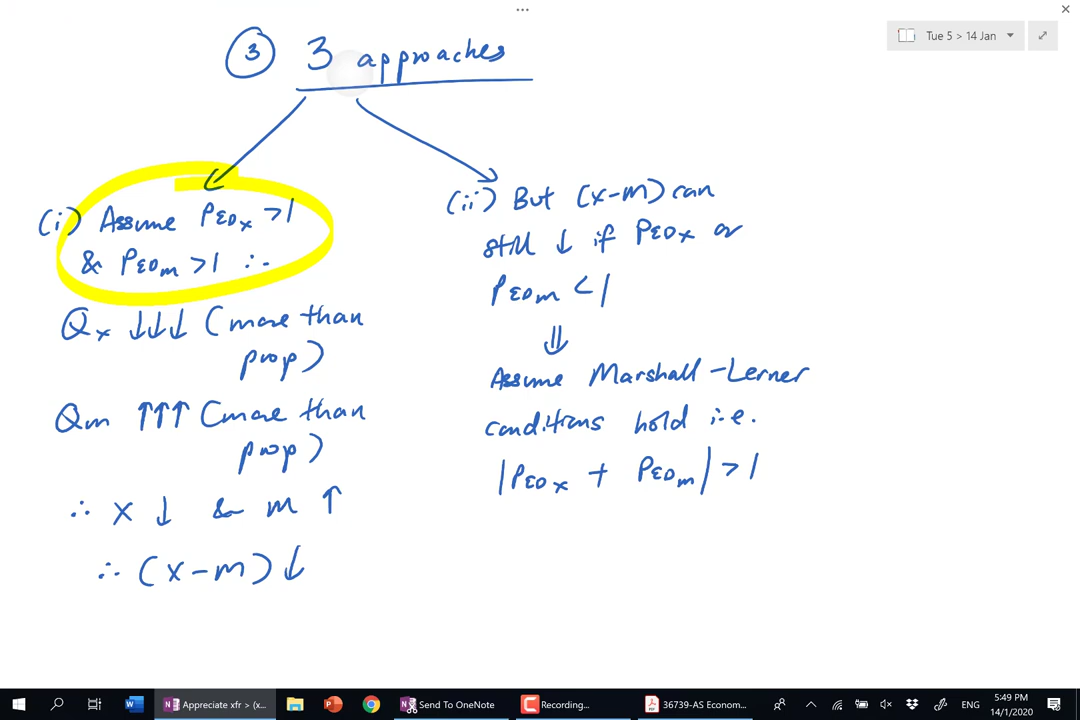 ...
Tue 5 > 14 Jan
③ 3 approaches
(i) Assume PEDx >1
& PEDm >1 ∴
Qx ↓↓↓ (more than
prop)
Qm ↑↑↑ (more than
prop)
∴ X ↓ & M ↑
∴ (X-M) ↓
(ii) But (X-M) can
still ↓ if PEDx or
PEDm <1
⇓
Assume Marshall-Lerner
conditions hold i.e.
|PEDx + PEDm| >1
Appreciate xfr > (x...
Send To OneNote
Recording...
36739-AS Econom...
ENG
5:49 PM
14/1/2020